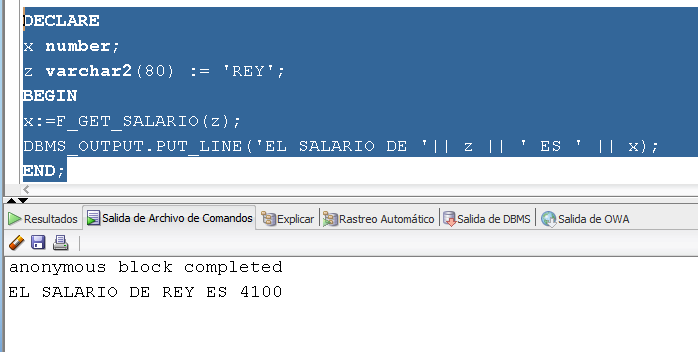 DECLARE
x number;
z varchar2(80) := 'REY';
BEGIN
x:=F_GET_SALARIO(z);
DBMS_OUTPUT.PUT_LINE('EL SALARIO DE '|| z || ' ES ' || x);
END;
Resultados Salida de Archivo de Comandos Explicar Rastreo Automático Salida de DBMS Salida de OWA
anonymous block completed
EL SALARIO DE REY ES 4100